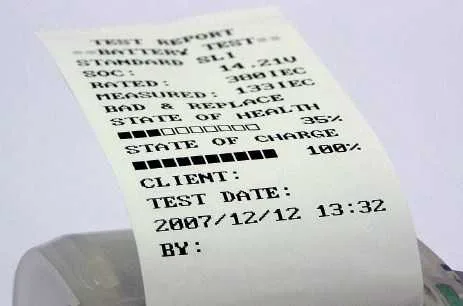 TEST REPORT
==BATTERY TEST==
STANDARD SLI
SOC: 14.21V
RATED: 300IEC
MEASURED: 133IEC
BAD & REPLACE
STATE OF HEALTH
35%
STATE OF CHARGE
100%
CLIENT:
TEST DATE:
2007/12/12 13:32
BY: